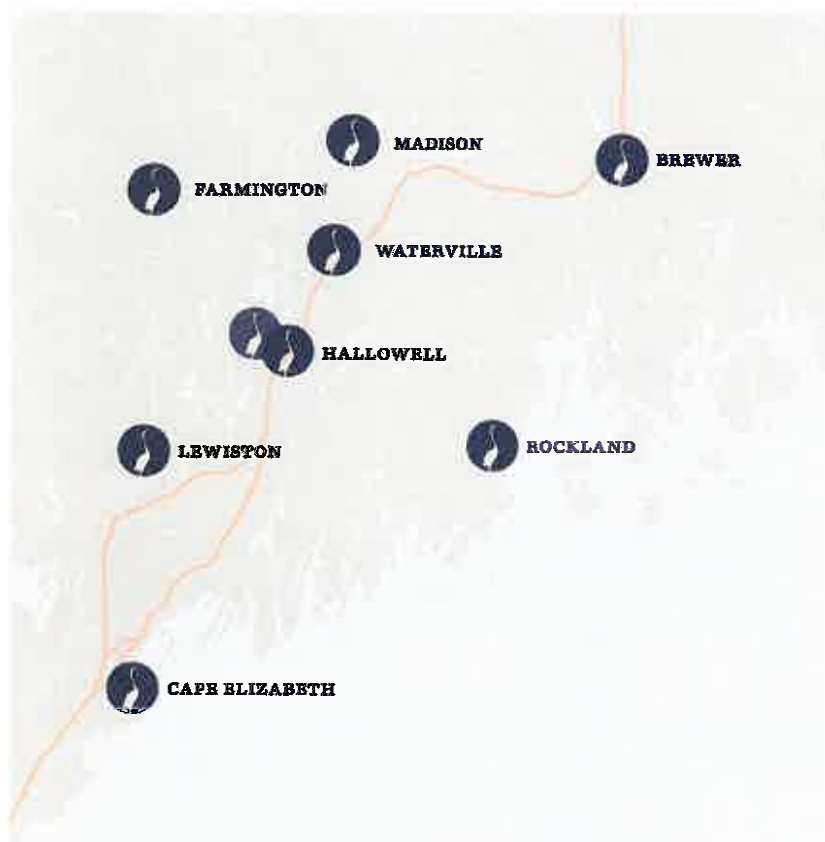 MADISON
BREWER
FARMINGTON
WATERVILLE
HALLOWELL
LEWISTON
ROCKLAND
CAPE ELIZABETH